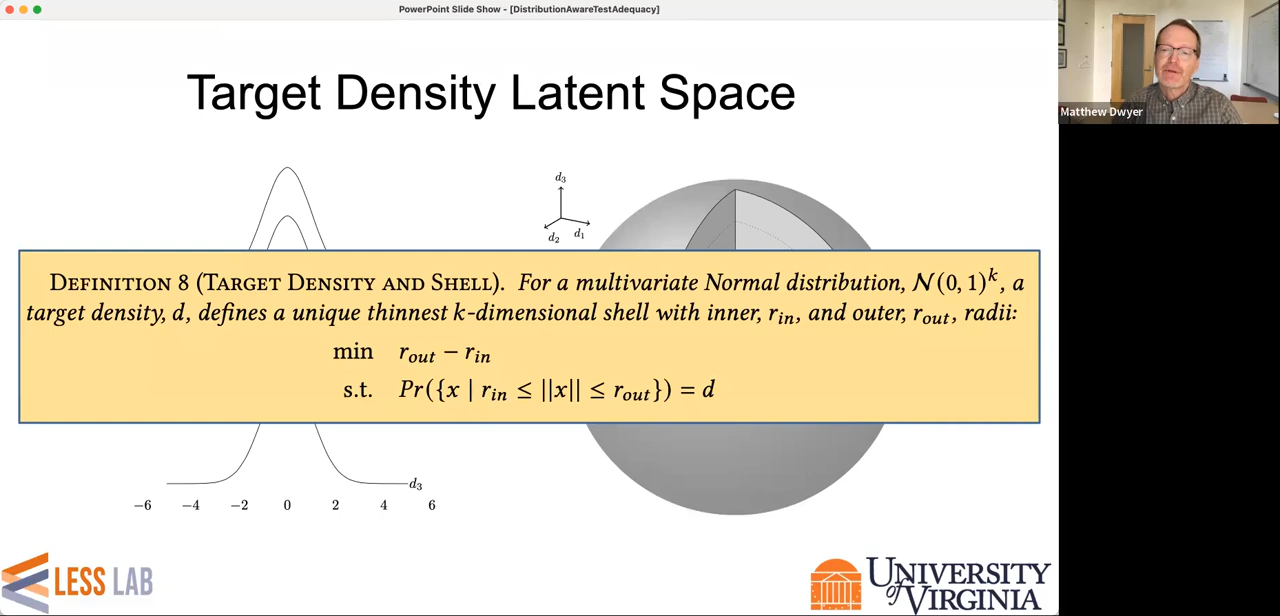 PowerPoint Slide Show - [DistributionAwareTestAdequacy]
Target Density Latent Space
Matthew Dwyer
d₃
d₂ d₁
DEFINITION 8 (TARGET DENSITY AND SHELL). For a multivariate Normal distribution, 𝒩(0, 1)ᵏ, a
target density, d, defines a unique thinnest k-dimensional shell with inner, r_in, and outer, r_out, radii:
min r_out − r_in
s.t. Pr({x | r_in ≤ ||x|| ≤ r_out}) = d
d₃
−6 −4 −2 0 2 4 6
LESS LAB
UNIVERSITY
of VIRGINIA